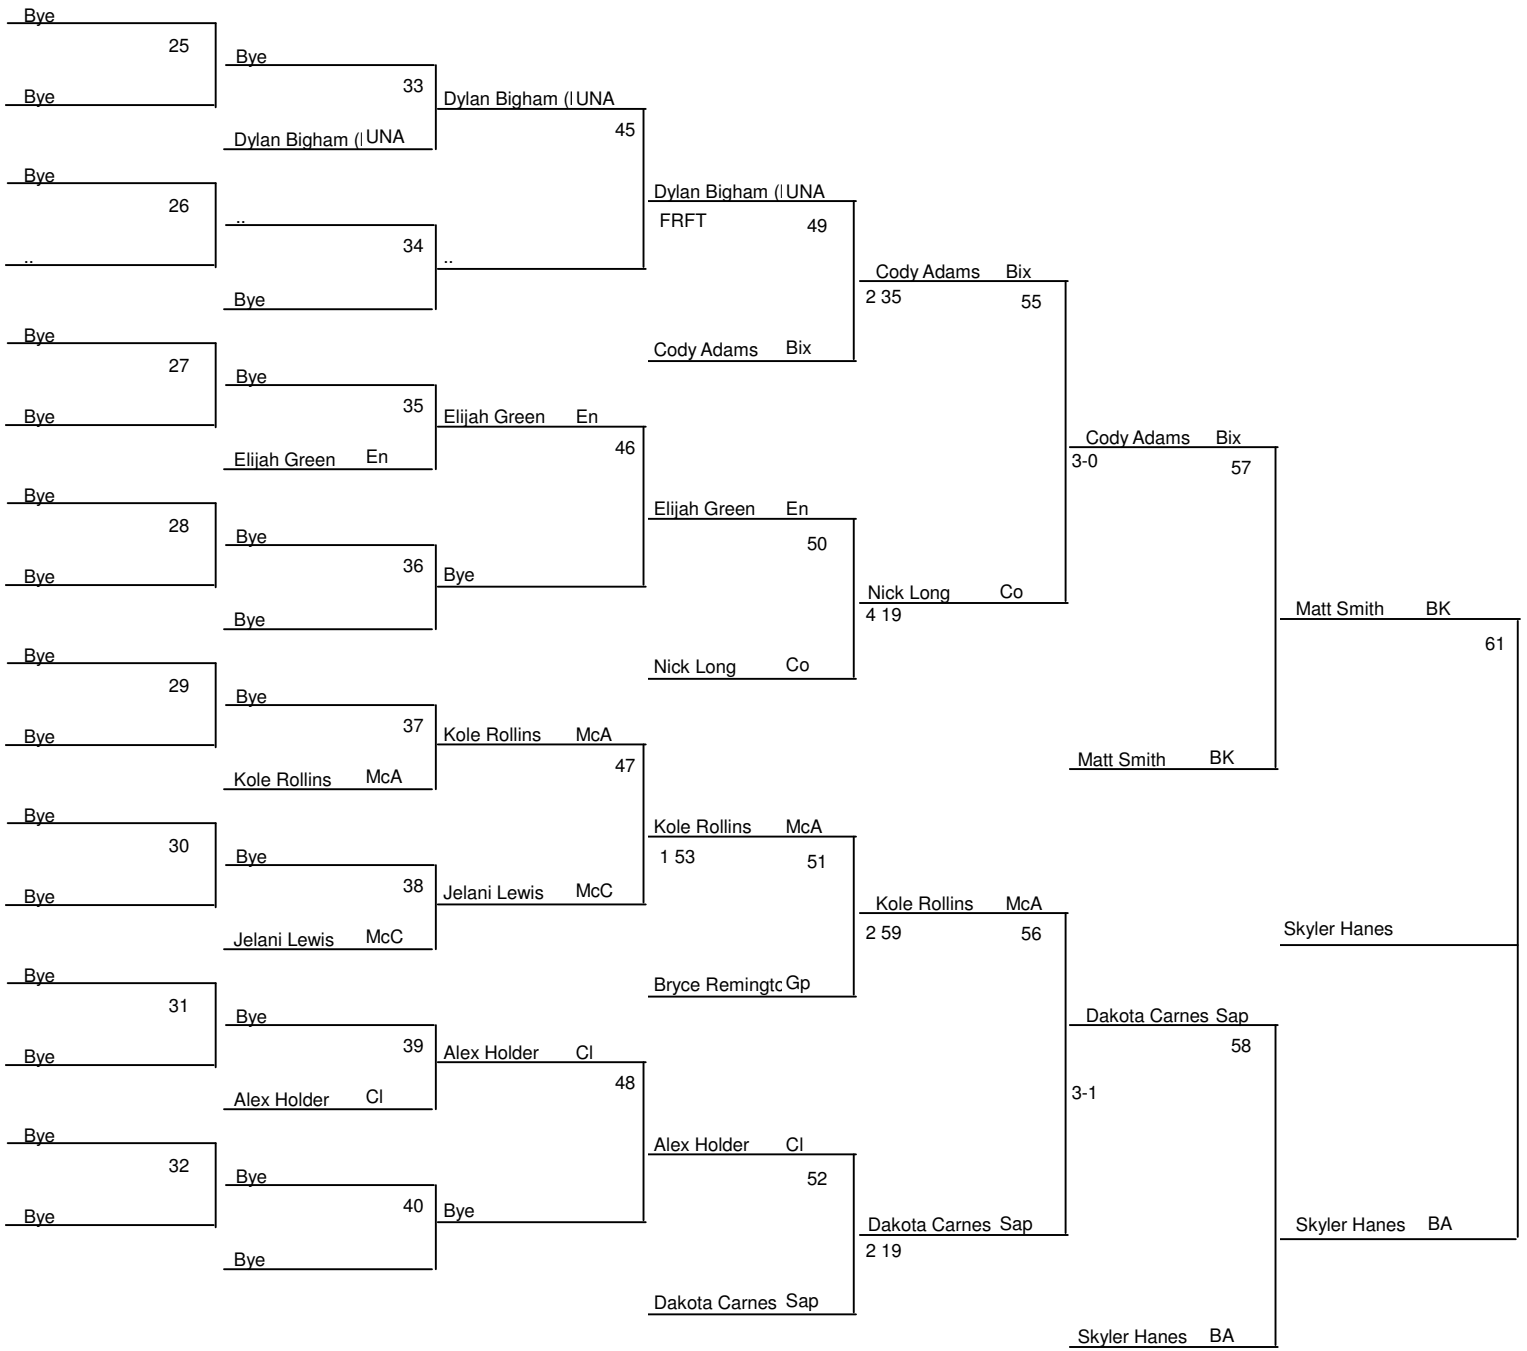 Bye
25
Bye
Bye
33
Dylan Bigham (l UNA
Dylan Bigham (l UNA
45
Bye
26
..
..
34
Bye
..
Dylan Bigham (l UNA
FRFT
49
Cody Adams Bix
Cody Adams Bix
2 35
55
Bye
27
Bye
Bye
35
Elijah Green En
Elijah Green En
46
Bye
28
Bye
Bye
36
Bye
Bye
Elijah Green En
50
Nick Long Co
Nick Long Co
4 19
Cody Adams Bix
3-0
57
Matt Smith BK
Matt Smith BK
61
Bye
29
Bye
Bye
37
Kole Rollins McA
Kole Rollins McA
47
Bye
30
Bye
Bye
38
Jelani Lewis McC
Jelani Lewis McC
Kole Rollins McA
1 53
51
Bryce Remingtc Gp
Kole Rollins McA
2 59
56
Skyler Hanes
Bye
31
Bye
Bye
39
Alex Holder Cl
Alex Holder Cl
48
Bye
32
Bye
Bye
40
Bye
Bye
Alex Holder Cl
52
Dakota Carnes Sap
Dakota Carnes Sap
2 19
Dakota Carnes Sap
58
3-1
Skyler Hanes BA
Skyler Hanes BA